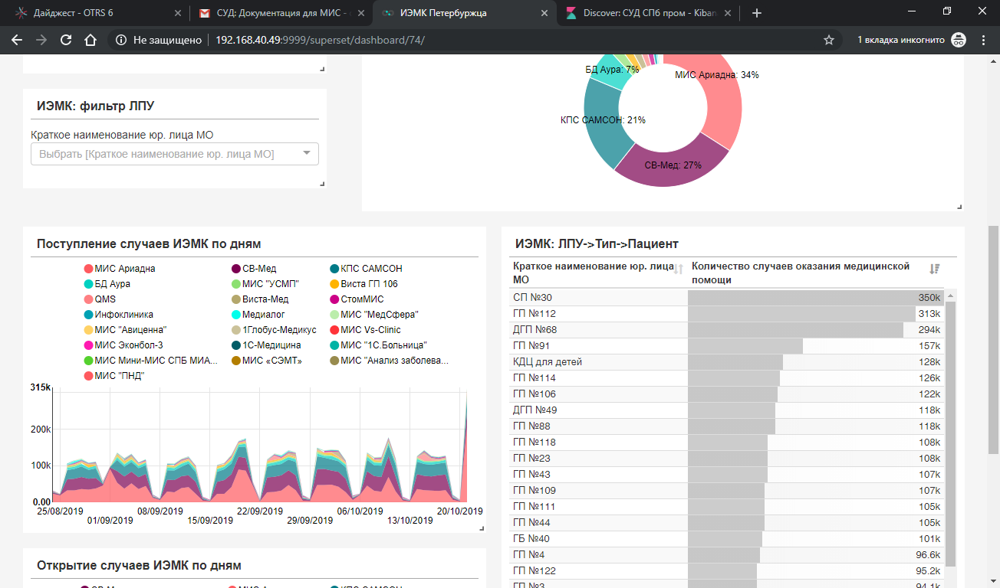 Дайджест - OTRS 6
СУД: Документация для МИС -
ИЭМК Петербуржца
Discover: СУД СПб пром - Kiban
Не защищено
192.168.40.49:9999/superset/dashboard/74/
1 вкладка инкогнито
БД Аура: 7%
МИС Ариадна: 34%
КПС САМСОН: 21%
СВ-Мед: 27%
ИЭМК: фильтр ЛПУ
Краткое наименование юр. лица МО
Выбрать [Краткое наименование юр. лица МО]
Поступление случаев ИЭМК по дням
МИС Ариадна
СВ-Мед
КПС САМСОН
БД Аура
МИС "УСМП"
Виста ГП 106
QMS
Виста-Мед
СтомМИС
Инфоклиника
Медиалог
МИС "МедСфера"
МИС "Авиценна"
1Глобус-Медикус
МИС Vs-Clinic
МИС Эконбол-3
1С-Медицина
МИС "1С.Больница"
МИС Мини-МИС СПБ МИА...
МИС «СЭМТ»
МИС "Анализ заболева...
МИС "ПНД"
315k
200k
100k
0.00
25/08/2019
01/09/2019
08/09/2019
15/09/2019
22/09/2019
29/09/2019
06/10/2019
13/10/2019
20/10/2019
Открытие случаев ИЭМК по дням
ИЭМК: ЛПУ->Тип->Пациент
Краткое наименование юр. лица МО
Количество случаев оказания медицинской помощи
СП №30 350k
ГП №112 313k
ДГП №68 294k
ГП №91 157k
КДЦ для детей 128k
ГП №114 126k
ГП №106 122k
ДГП №49 118k
ГП №88 118k
ГП №118 108k
ГП №23 108k
ГП №43 107k
ГП №109 107k
ГП №111 105k
ГП №44 105k
ГБ №40 101k
ГП №4 96.6k
ГП №122 95.2k
ГП №3 94.1k